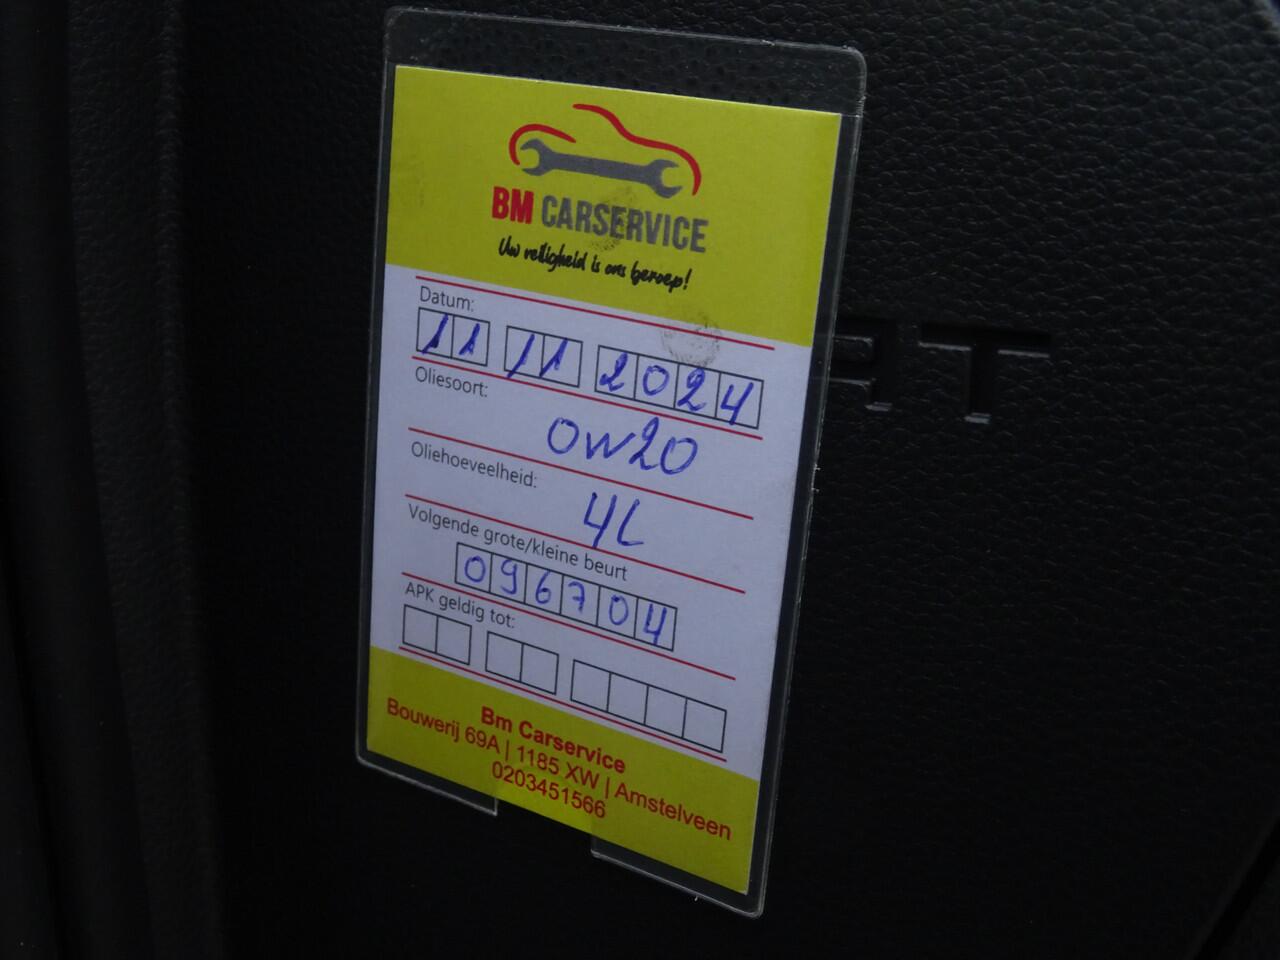 BM CARSERVICE
Uw veiligheid is ons beroep!
Datum:
11 11 2024
Oliesoort:
0W20
Oliehoeveelheid:
4L
Volgende grote/kleine beurt
096704
APK geldig tot:
Bm Carservice
Bouwerij 69A | 1185 XW | Amstelveen
0203451566